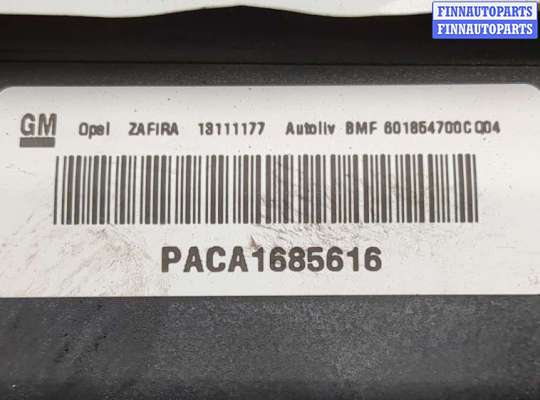 FINNAUTOPARTS
FINNAUTOPARTS
GM Opel ZAFIRA 13111177 Autoliv BMF 601854700C Q04
PACA1685616